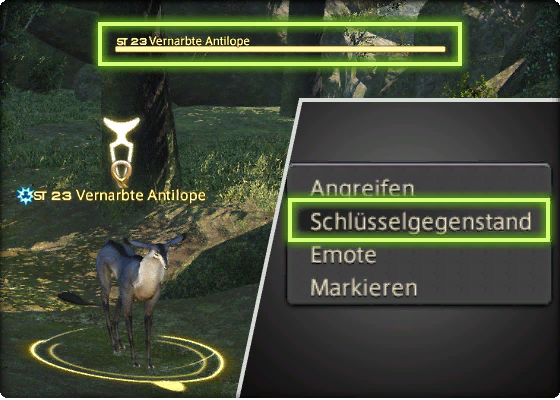 ST 23 Vernarbte Antilope
ST 23 Vernarbte Antilope
Angreifen
Schlüsselgegenstand
Emote
Markieren